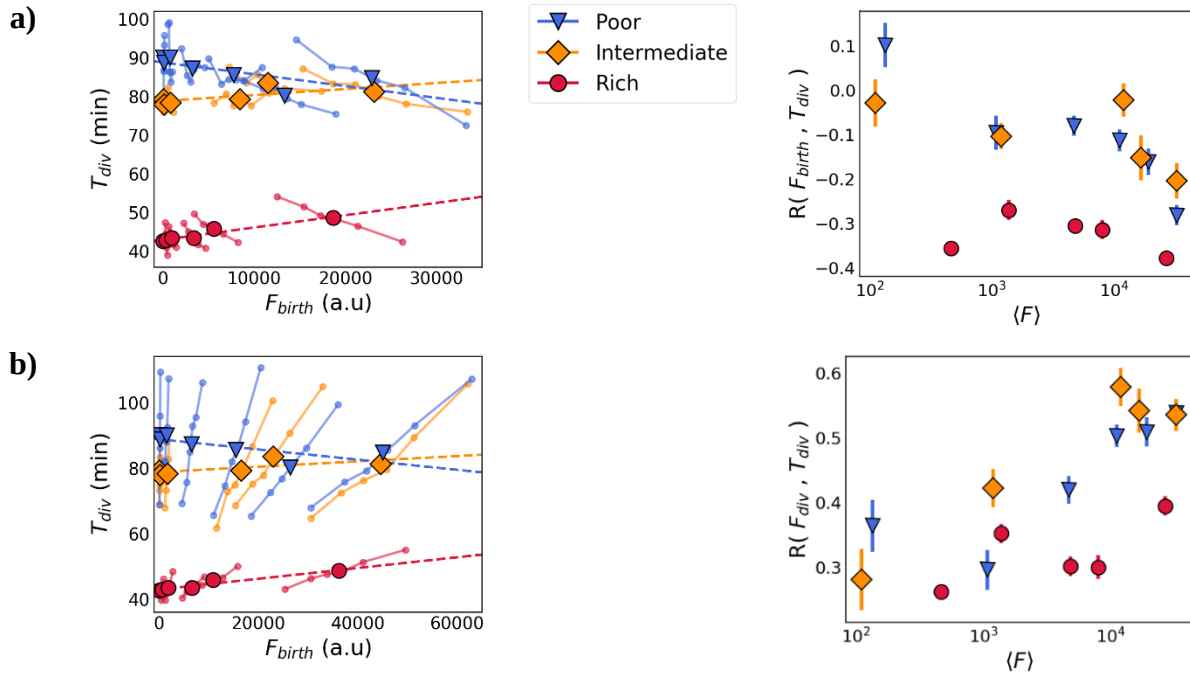 a)
100
90
80
70
60
50
40
T_div (min)
0
10000
20000
30000
F_birth (a.u)
Poor
Intermediate
Rich
0.1
0.0
−0.1
−0.2
−0.3
−0.4
R( F_birth , T_div)
10^2
10^3
10^4
⟨F⟩
b)
100
80
60
40
T_div (min)
0
20000
40000
60000
F_birth (a.u)
0.6
0.5
0.4
0.3
R( F_div , T_div)
10^2
10^3
10^4
⟨F⟩